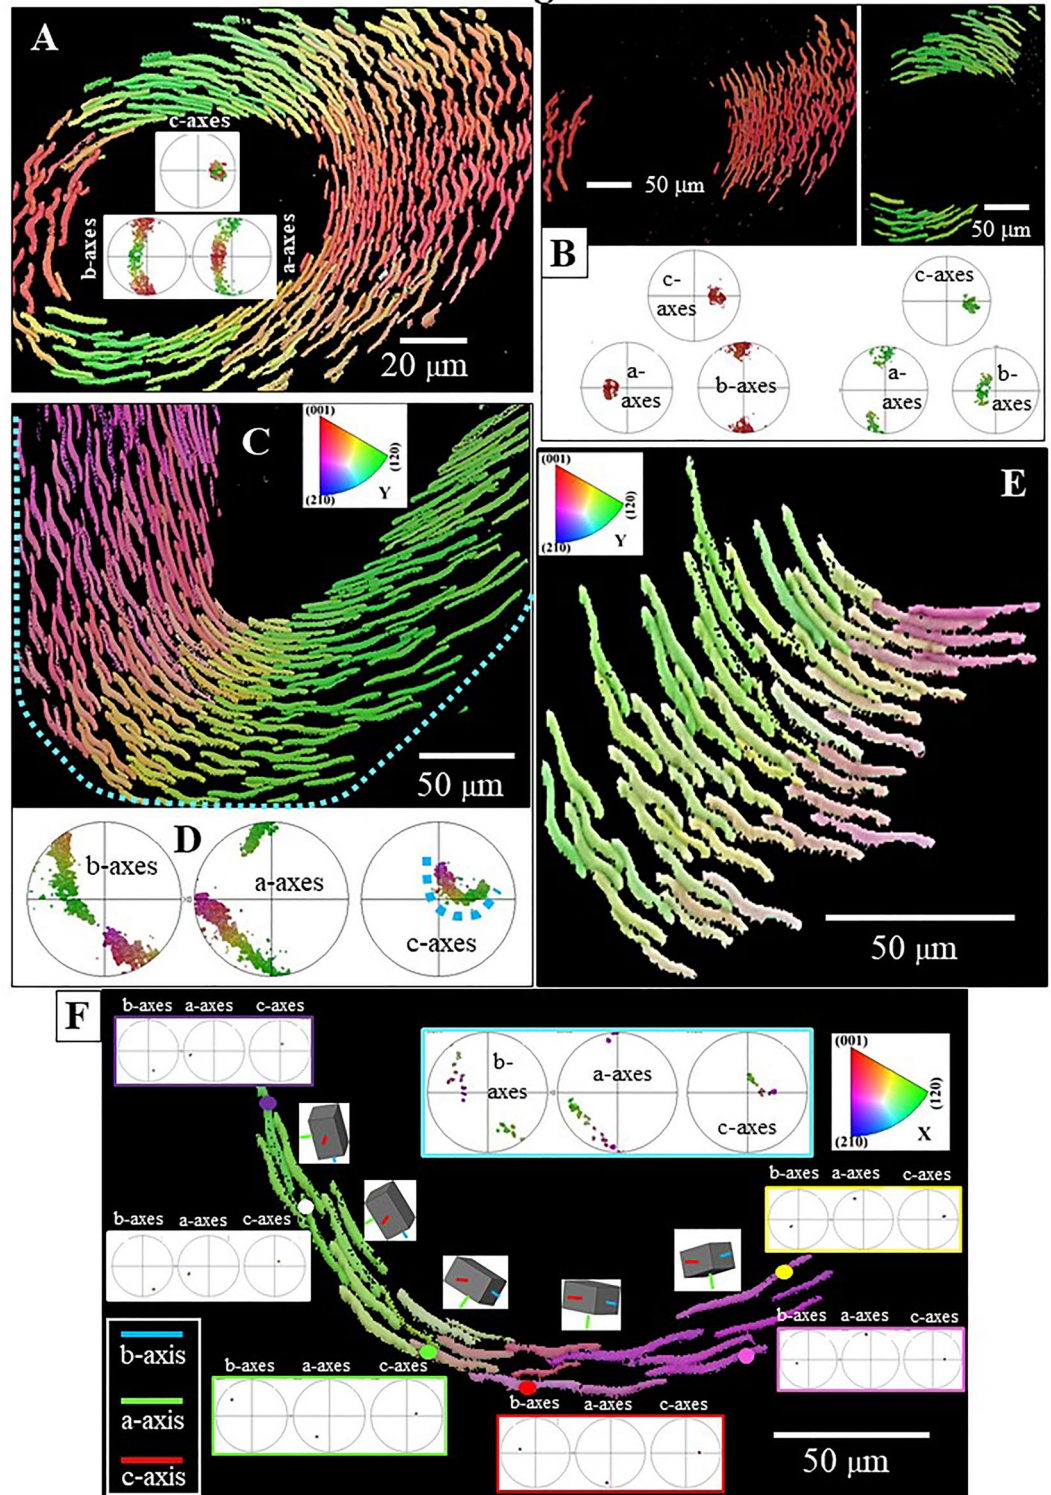 A
c-axes
b-axes
a-axes
20 µm
50 µm
50 µm
B
c-
axes
c-axes
a-
axes
b-axes
a-
axes
b-
axes
C
(001)
(120)
(210)
Y
50 µm
D
b-axes
a-axes
c-axes
E
(001)
(120)
(210)
Y
50 µm
F
b-axes a-axes c-axes
b-
axes
a-axes
c-axes
(001)
(120)
(210)
X
b-axes a-axes c-axes
b-axes a-axes c-axes
b-axes a-axes c-axes
b-axis
a-axis
c-axis
b-axes a-axes c-axes
b-axes a-axes c-axes
50 µm